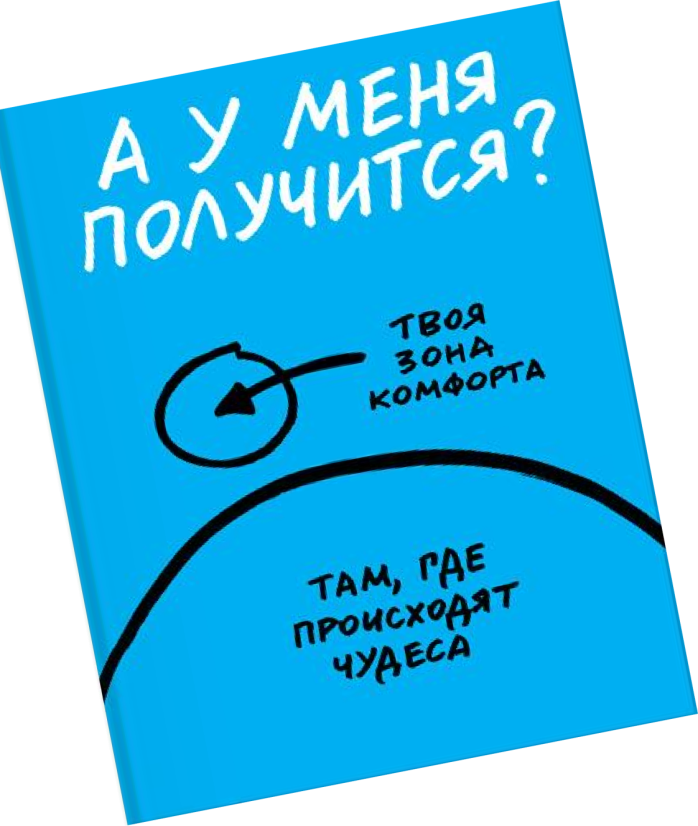 А У МЕНЯ
ПОЛУЧИТСЯ?
ТВОЯ
ЗОНА
КОМФОРТА
ТАМ, ГДЕ
ПРОИСХОДЯТ
ЧУДЕСА